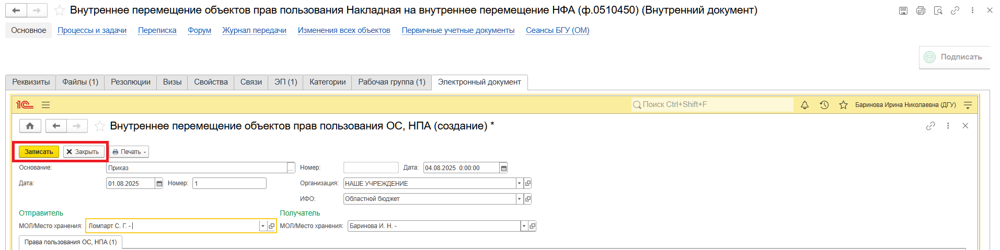 Внутреннее перемещение объектов прав пользования Накладная на внутреннее перемещение НФА (ф.0510450) (Внутренний документ)
Основное Процессы и задачи Переписка Форум Журнал передачи Изменения всех объектов Первичные учетные документы Сеансы БГУ (ОМ)
Подписать
Реквизиты Файлы (1) Резолюции Визы Свойства Связи ЭП (1) Категории Рабочая группа (1) Электронный документ
1С Поиск Ctrl+Shift+F Баринова Ирина Николаевна (ДГУ)
Внутреннее перемещение объектов прав пользования ОС, НПА (создание) *
Записать Закрыть Печать
Основание: Приказ ... Номер: Дата: 04.08.2025 0:00:00
Дата: 01.08.2025 Номер: 1 Организация: НАШЕ УЧРЕЖДЕНИЕ
ИФО: Областной бюджет
Отправитель Получатель
МОЛ/Место хранения: Ломпарт С. Г. - МОЛ/Место хранения: Баринова И. Н. -
Права пользования ОС, НПА (1)